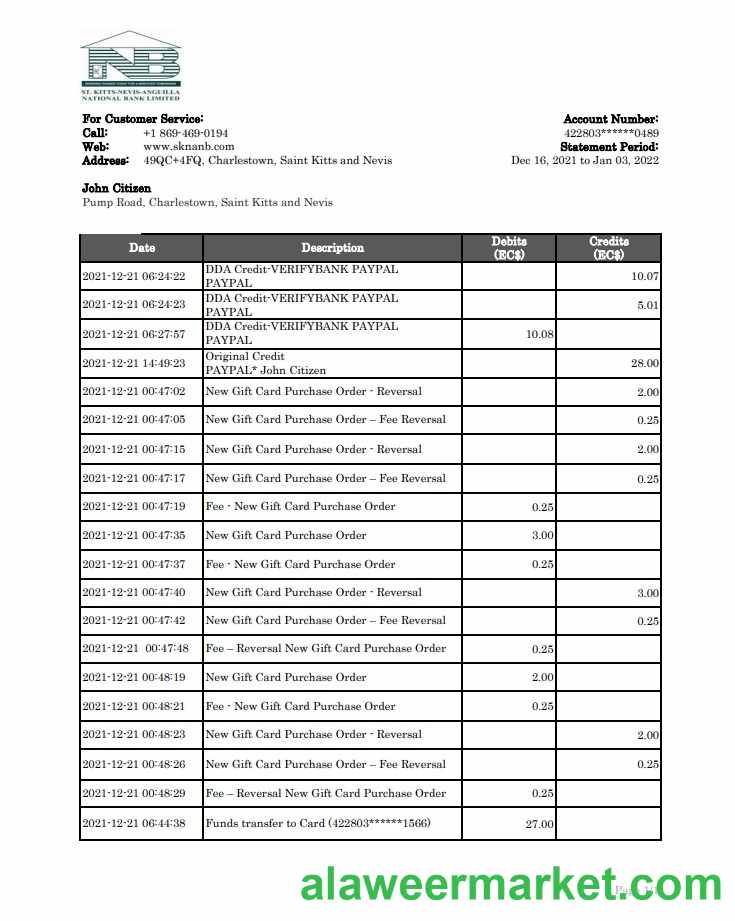 NB
ST. KITTS-NEVIS-ANGUILLA
NATIONAL BANK LIMITED
For Customer Service:
Call: +1 869-469-0194
Web: www.sknanb.com
Address: 49QC+4FQ, Charlestown, Saint Kitts and Nevis
Account Number:
422803******0489
Statement Period:
Dec 16, 2021 to Jan 03, 2022
John Citizen
Pump Road, Charlestown, Saint Kitts and Nevis
Date Description Debits (EC$) Credits (EC$)
2021-12-21 06:24:22 DDA Credit-VERIFYBANK PAYPAL PAYPAL 10.07
2021-12-21 06:24:23 DDA Credit-VERIFYBANK PAYPAL PAYPAL 5.01
2021-12-21 06:27:57 DDA Credit-VERIFYBANK PAYPAL PAYPAL 10.08
2021-12-21 14:49:23 Original Credit PAYPAL* John Citizen 28.00
2021-12-21 00:47:02 New Gift Card Purchase Order - Reversal 2.00
2021-12-21 00:47:05 New Gift Card Purchase Order – Fee Reversal 0.25
2021-12-21 00:47:15 New Gift Card Purchase Order - Reversal 2.00
2021-12-21 00:47:17 New Gift Card Purchase Order – Fee Reversal 0.25
2021-12-21 00:47:19 Fee - New Gift Card Purchase Order 0.25
2021-12-21 00:47:35 New Gift Card Purchase Order 3.00
2021-12-21 00:47:37 Fee - New Gift Card Purchase Order 0.25
2021-12-21 00:47:40 New Gift Card Purchase Order - Reversal 3.00
2021-12-21 00:47:42 New Gift Card Purchase Order – Fee Reversal 0.25
2021-12-21 00:47:48 Fee – Reversal New Gift Card Purchase Order 0.25
2021-12-21 00:48:19 New Gift Card Purchase Order 2.00
2021-12-21 00:48:21 Fee - New Gift Card Purchase Order 0.25
2021-12-21 00:48:23 New Gift Card Purchase Order - Reversal 2.00
2021-12-21 00:48:26 New Gift Card Purchase Order – Fee Reversal 0.25
2021-12-21 00:48:29 Fee – Reversal New Gift Card Purchase Order 0.25
2021-12-21 06:44:38 Funds transfer to Card (422803******1566) 27.00
alaweermarket.com